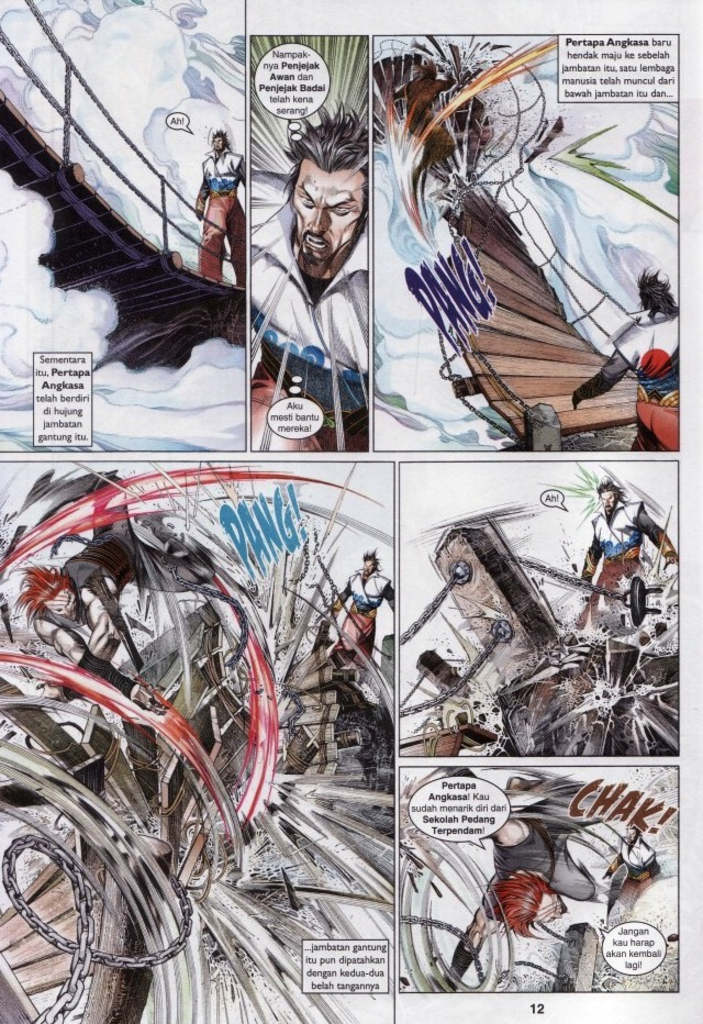 Ah!
Sementara
itu, Pertapa
Angkasa
telah berdiri
di hujung
jambatan
gantung itu.
Nampak-
nya Penjejak
Awan dan
Penjejak Badai
telah kena
serang!
Aku
mesti bantu
mereka!
Pertapa Angkasa baru
hendak maju ke sebelah
jambatan itu, satu lembaga
manusia telah muncul dari
bawah jambatan itu dan...
PANG!
PANG!
...jambatan gantung
itu pun dipatahkan
dengan kedua-dua
belah tangannya
Ah!
Pertapa
Angkasa! Kau
sudah menarik diri dari
Sekolah Pedang
Terpendam!
CHAK!
Jangan
kau harap
akan kembali
lagi!
12